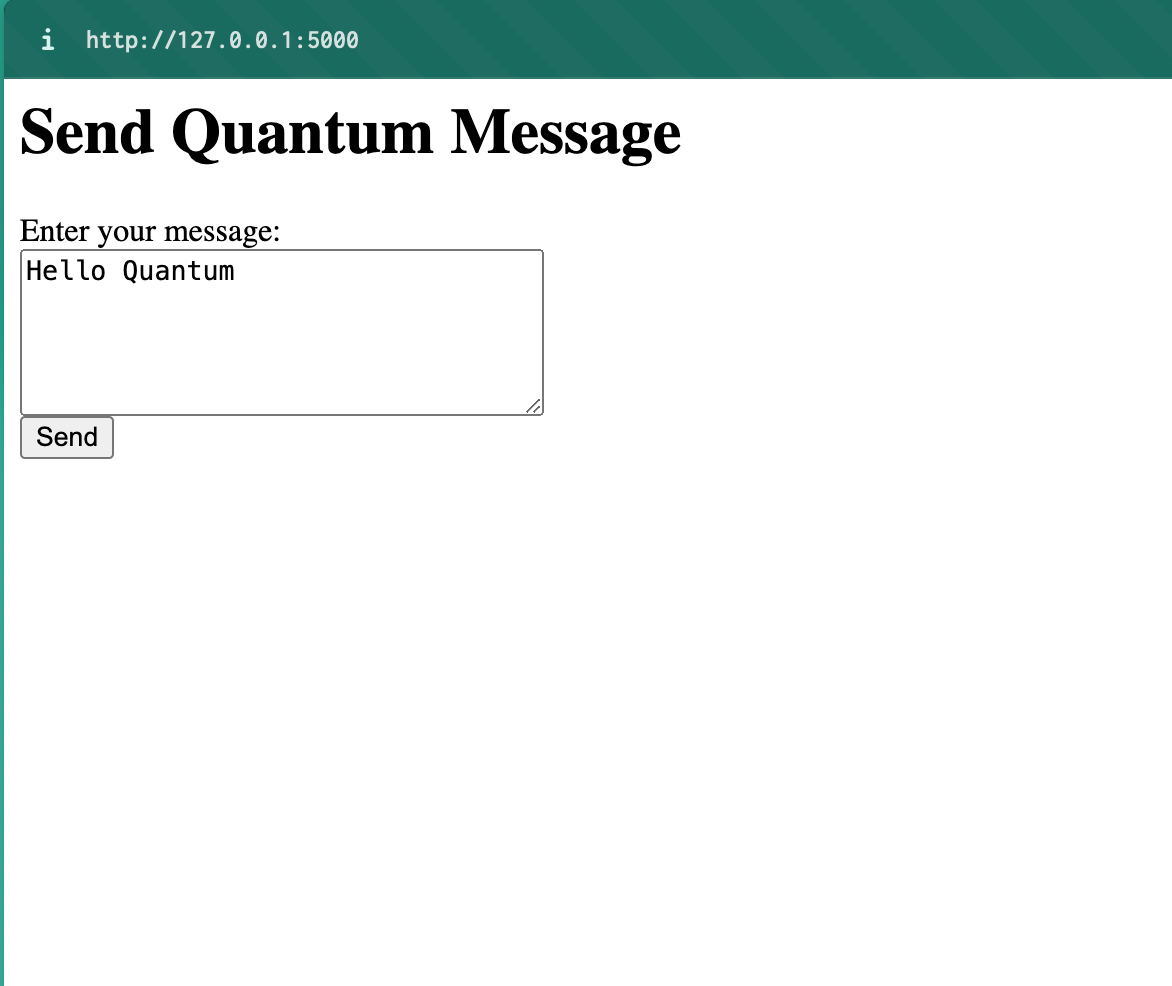 i http://127.0.0.1:5000
Send Quantum Message
Enter your message:
Hello Quantum
Send